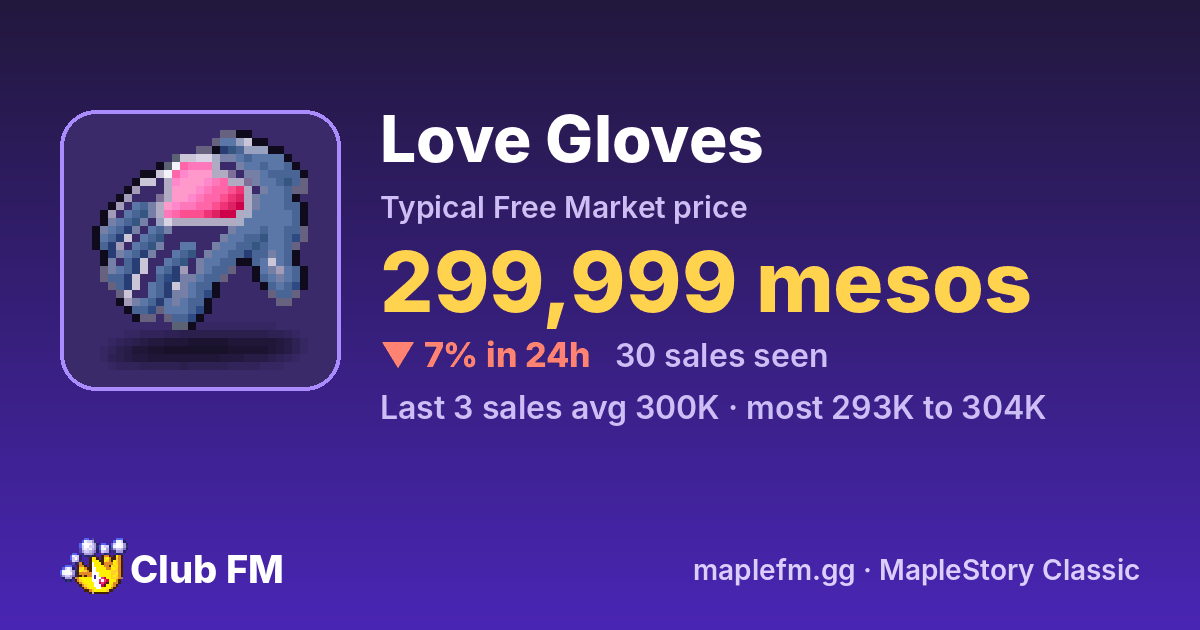 Love Gloves
Typical Free Market price
299,999 mesos
▼ 7% in 24h 30 sales seen
Last 3 sales avg 300K · most 293K to 304K
Club FM
maplefm.gg · MapleStory Classic